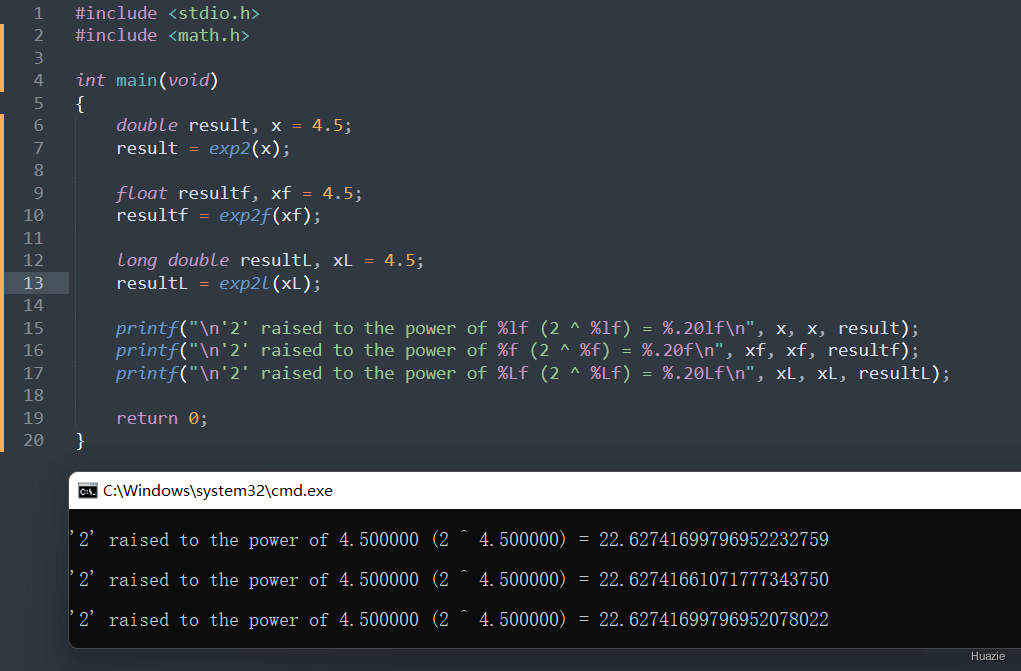 1 #include <stdio.h>
2 #include <math.h>
3
4 int main(void)
5 {
6     double result, x = 4.5;
7     result = exp2(x);
8
9     float resultf, xf = 4.5;
10     resultf = exp2f(xf);
11
12     long double resultL, xL = 4.5;
13     resultL = exp2l(xL);
14
15     printf("\n'2' raised to the power of %lf (2 ^ %lf) = %.20lf\n", x, x, result);
16     printf("\n'2' raised to the power of %f (2 ^ %f) = %.20f\n", xf, xf, resultf);
17     printf("\n'2' raised to the power of %Lf (2 ^ %Lf) = %.20Lf\n", xL, xL, resultL);
18
19     return 0;
20 }
C:\Windows\system32\cmd.exe
'2' raised to the power of 4.500000 (2 ^ 4.500000) = 22.62741699796952232759
'2' raised to the power of 4.500000 (2 ^ 4.500000) = 22.62741661071777343750
'2' raised to the power of 4.500000 (2 ^ 4.500000) = 22.62741699796952078022
Huazie